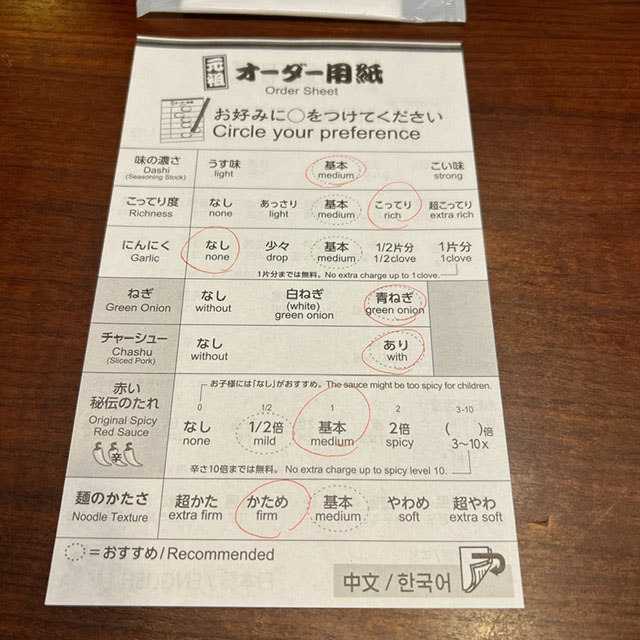 元祖 オーダー用紙
Order Sheet
お好みに〇をつけてください
Circle your preference
味の濃さ うす味 基本 こい味
Dashi light medium strong
(Seasoning Stock)
こってり度 なし あっさり 基本 こってり 超こってり
Richness none light medium rich extra rich
にんにく なし 少々 基本 1/2片分 1片分
Garlic none drop medium 1/2clove 1clove
1片分までは無料。No extra charge up to 1clove.
ねぎ なし 白ねぎ 青ねぎ
Green Onion without (white) green onion green onion
チャーシュー なし あり
Chashu without with
(Sliced Pork)
お子様には「なし」がおすすめ。The sauce might be too spicy for children.
赤い 0 1/2 1 2 3-10
秘伝のたれ なし 1/2倍 基本 2倍 ( )倍
Original Spicy none mild medium spicy 3~10x
Red Sauce
辛 辛さ10倍までは無料。No extra charge up to spicy level 10.
麺のかたさ 超かた かため 基本 やわめ 超やわ
Noodle Texture extra firm firm medium soft extra soft
=おすすめ/Recommended
中文/한국어